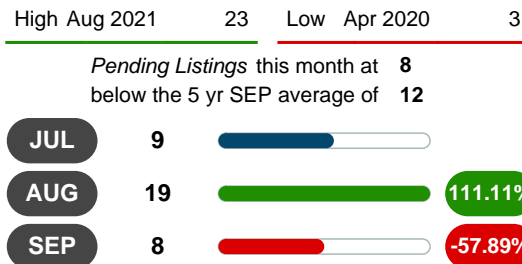 High Aug 2021 23 Low Apr 2020 3
Pending Listings this month at 8
below the 5 yr SEP average of 12
JUL 9
AUG 19 111.11%
SEP 8 -57.89%